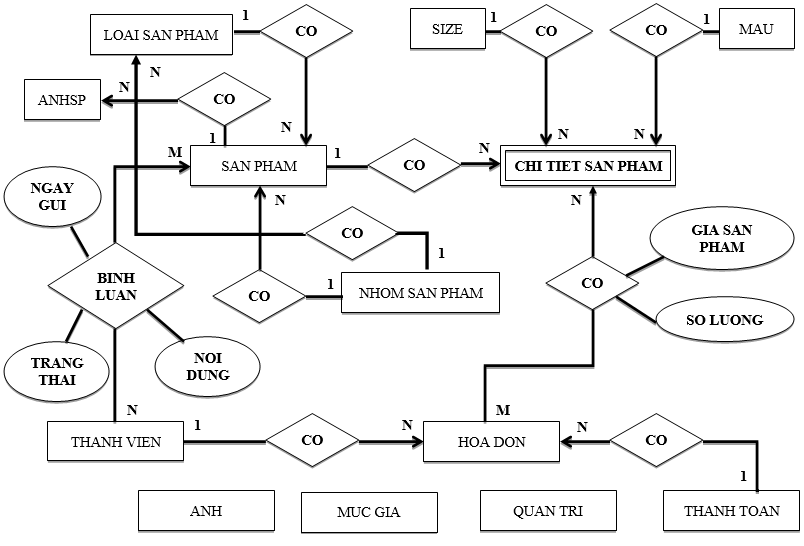 LOAI SAN PHAM
1
CO
SIZE
1
CO
CO
1
MAU
N
N
ANHSP
N
CO
1
N
N
N
M
SAN PHAM
1
CO
N
CHI TIET SAN PHAM
NGAY
GUI
N
N
CO
1
GIA SAN
PHAM
BINH
LUAN
CO
1
NHOM SAN PHAM
CO
SO LUONG
TRANG
THAI
NOI
DUNG
N
M
THANH VIEN
1
CO
N
HOA DON
N
CO
1
ANH
MUC GIA
QUAN TRI
THANH TOAN